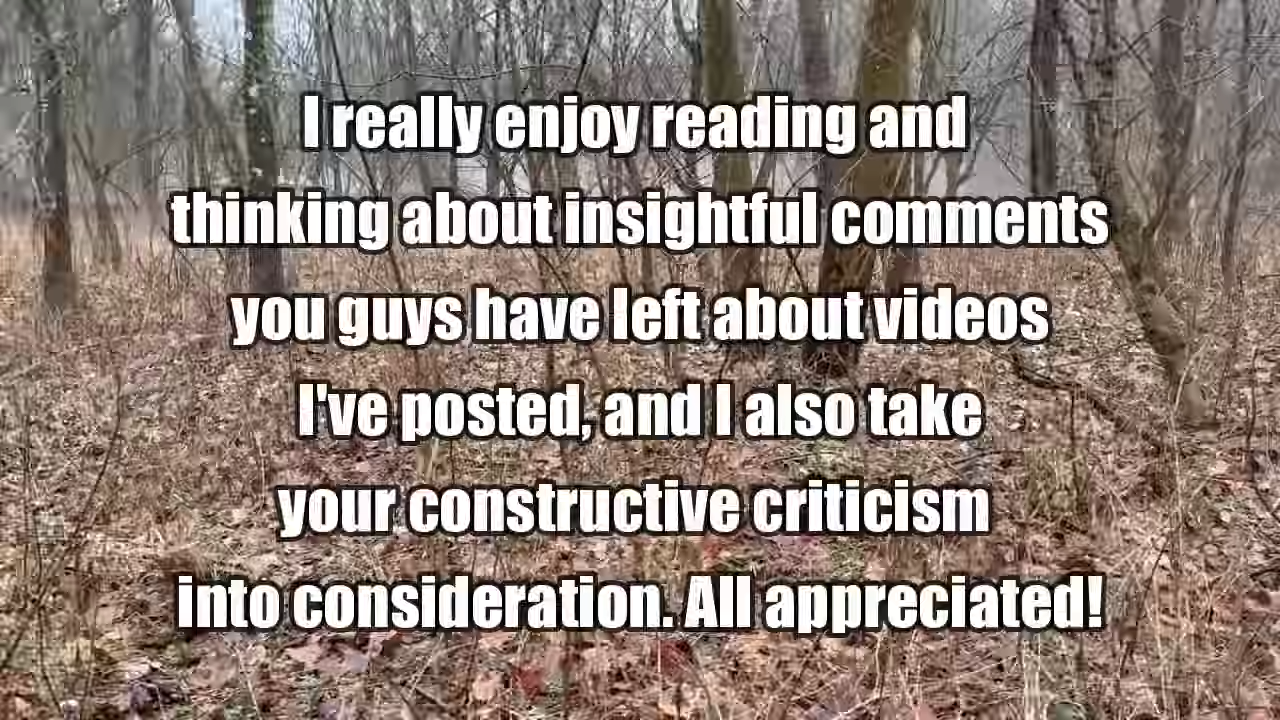 I really enjoy reading and
thinking about insightful comments
you guys have left about videos
I've posted, and I also take
your constructive criticism
into consideration. All appreciated!